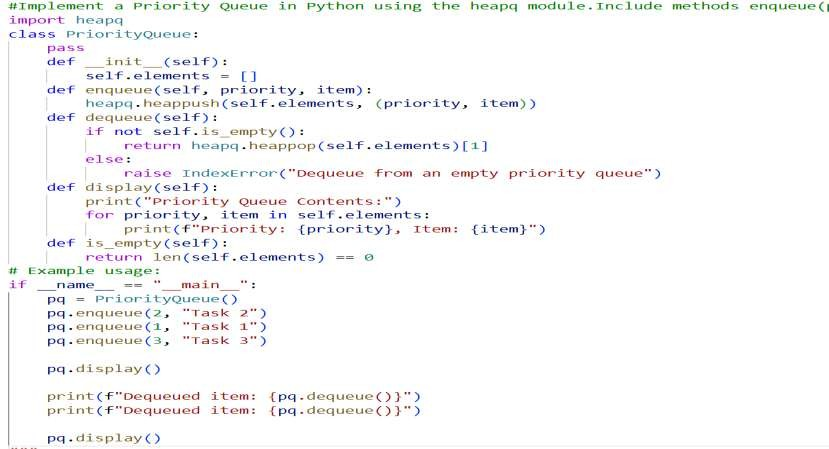 #Implement a Priority Queue in Python using the heapq module.Include methods enqueue(
import heapq
class PriorityQueue:
    pass
    def __init__(self):
        self.elements = []
    def enqueue(self, priority, item):
        heapq.heappush(self.elements, (priority, item))
    def dequeue(self):
        if not self.is_empty():
            return heapq.heappop(self.elements)[1]
        else:
            raise IndexError("Dequeue from an empty priority queue")
    def display(self):
        print("Priority Queue Contents:")
        for priority, item in self.elements:
            print(f"Priority: {priority}, Item: {item}")
    def is_empty(self):
        return len(self.elements) == 0
# Example usage:
if __name__ == "__main__":
    pq = PriorityQueue()
    pq.enqueue(2, "Task 2")
    pq.enqueue(1, "Task 1")
    pq.enqueue(3, "Task 3")

    pq.display()

    print(f"Dequeued item: {pq.dequeue()}")
    print(f"Dequeued item: {pq.dequeue()}")

    pq.display()